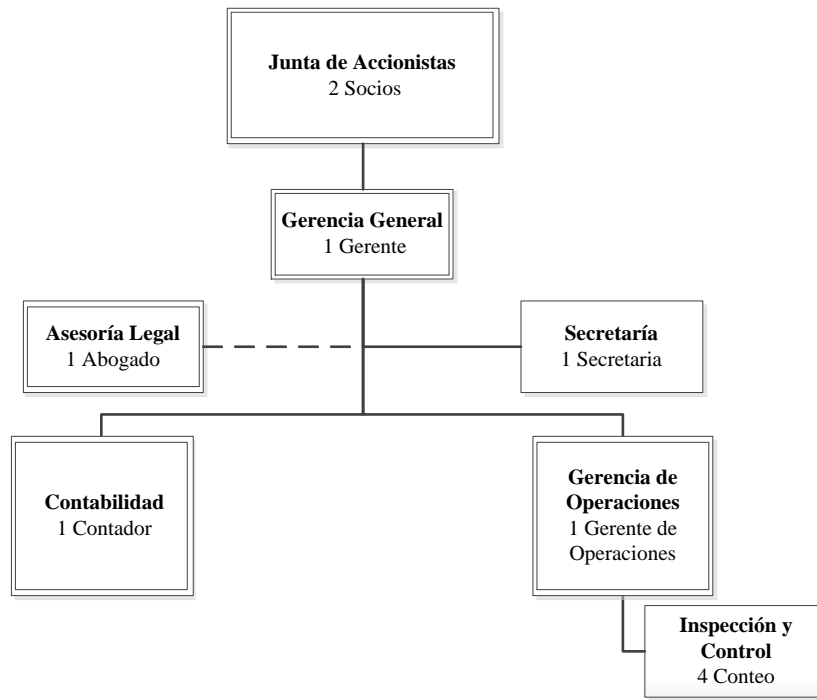 Junta de Accionistas
2 Socios
Gerencia General
1 Gerente
Asesoría Legal
1 Abogado
Secretaría
1 Secretaria
Contabilidad
1 Contador
Gerencia de
Operaciones
1 Gerente de
Operaciones
Inspección y
Control
4 Conteo